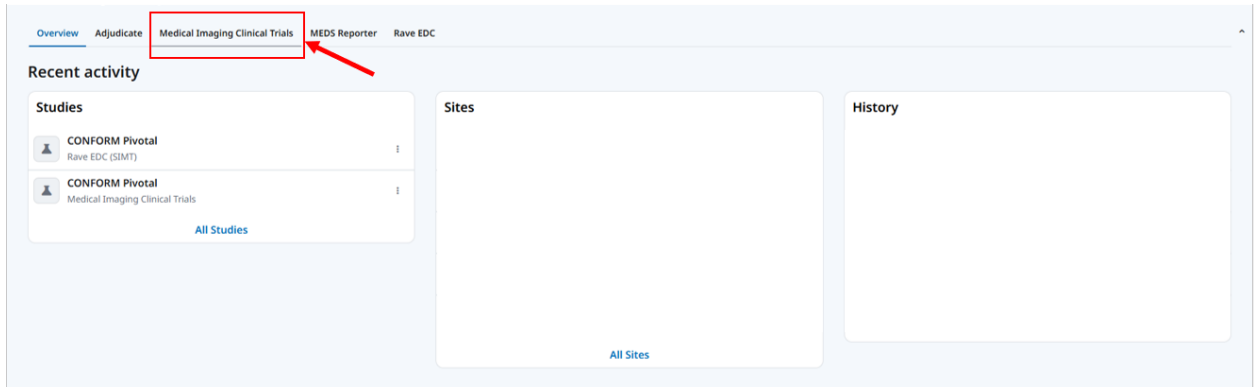 Overview Adjudicate Medical Imaging Clinical Trials MEDS Reporter Rave EDC
Recent activity
Studies
CONFORM Pivotal
Rave EDC (SIMT)
CONFORM Pivotal
Medical Imaging Clinical Trials
All Studies
Sites
All Sites
History